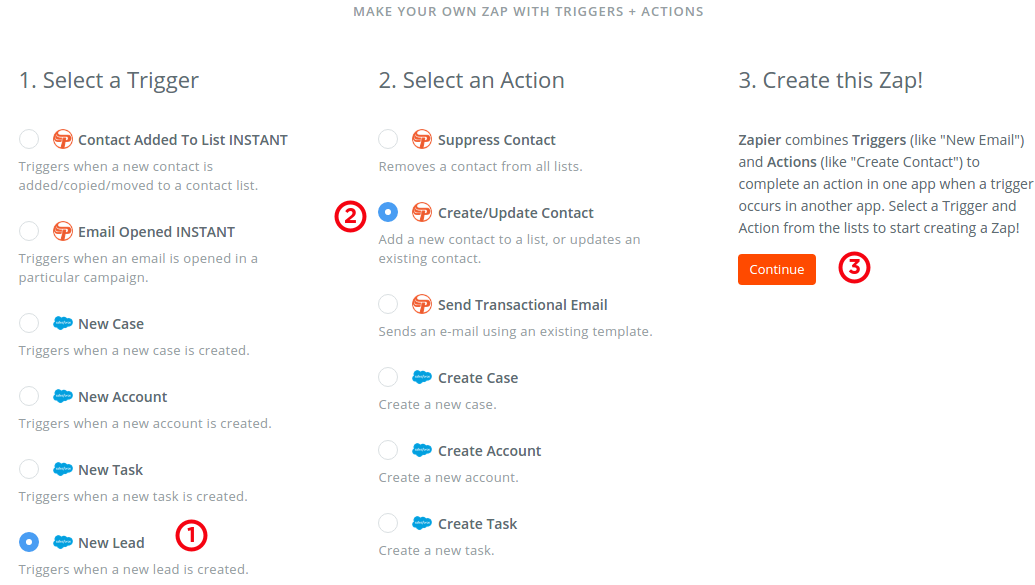 MAKE YOUR OWN ZAP WITH TRIGGERS + ACTIONS
1. Select a Trigger
Contact Added To List INSTANT
Triggers when a new contact is
added/copied/moved to a contact list.
Email Opened INSTANT
Triggers when an email is opened in a
particular campaign.
New Case
Triggers when a new case is created.
New Account
Triggers when a new account is created.
New Task
Triggers when a new task is created.
New Lead
1
Triggers when a new lead is created.
2. Select an Action
Suppress Contact
Removes a contact from all lists.
2
Create/Update Contact
Add a new contact to a list, or updates an
existing contact.
Send Transactional Email
Sends an e-mail using an existing template.
Create Case
Create a new case.
Create Account
Create a new account.
Create Task
Create a new task.
3. Create this Zap!
Zapier combines Triggers (like "New Email")
and Actions (like "Create Contact") to
complete an action in one app when a trigger
occurs in another app. Select a Trigger and
Action from the lists to start creating a Zap!
Continue
3